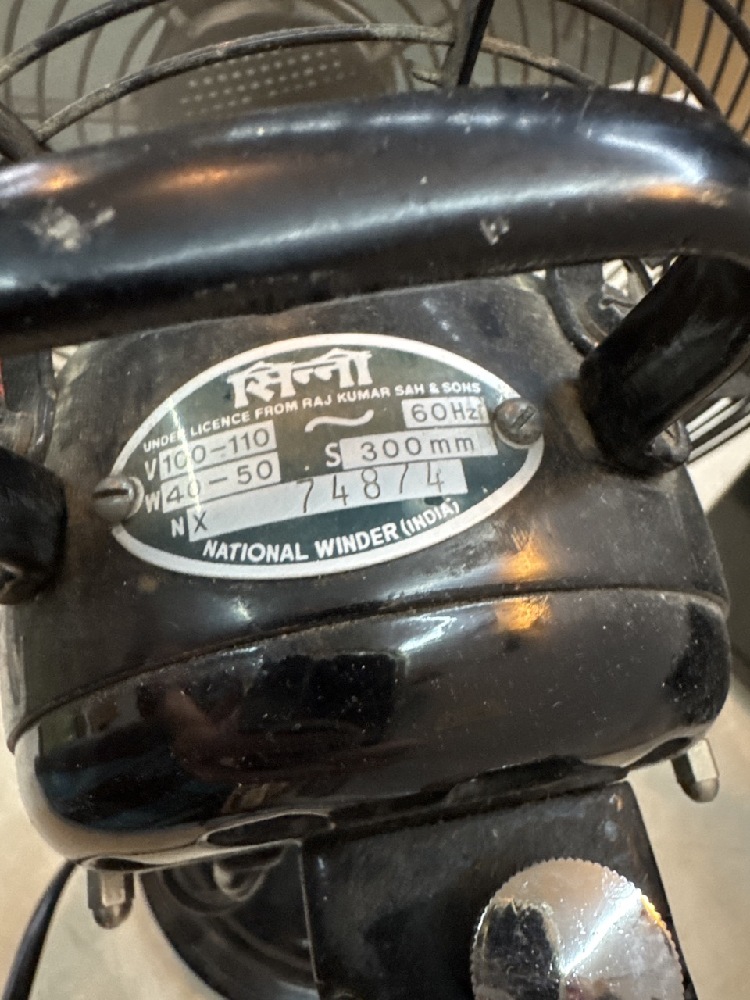 सिन्नी
UNDER LICENCE FROM RAJ KUMAR SAH & SONS
V 100-110 ~ 60Hz
W 40-50 S 300mm
N X 74874
NATIONAL WINDER (INDIA)